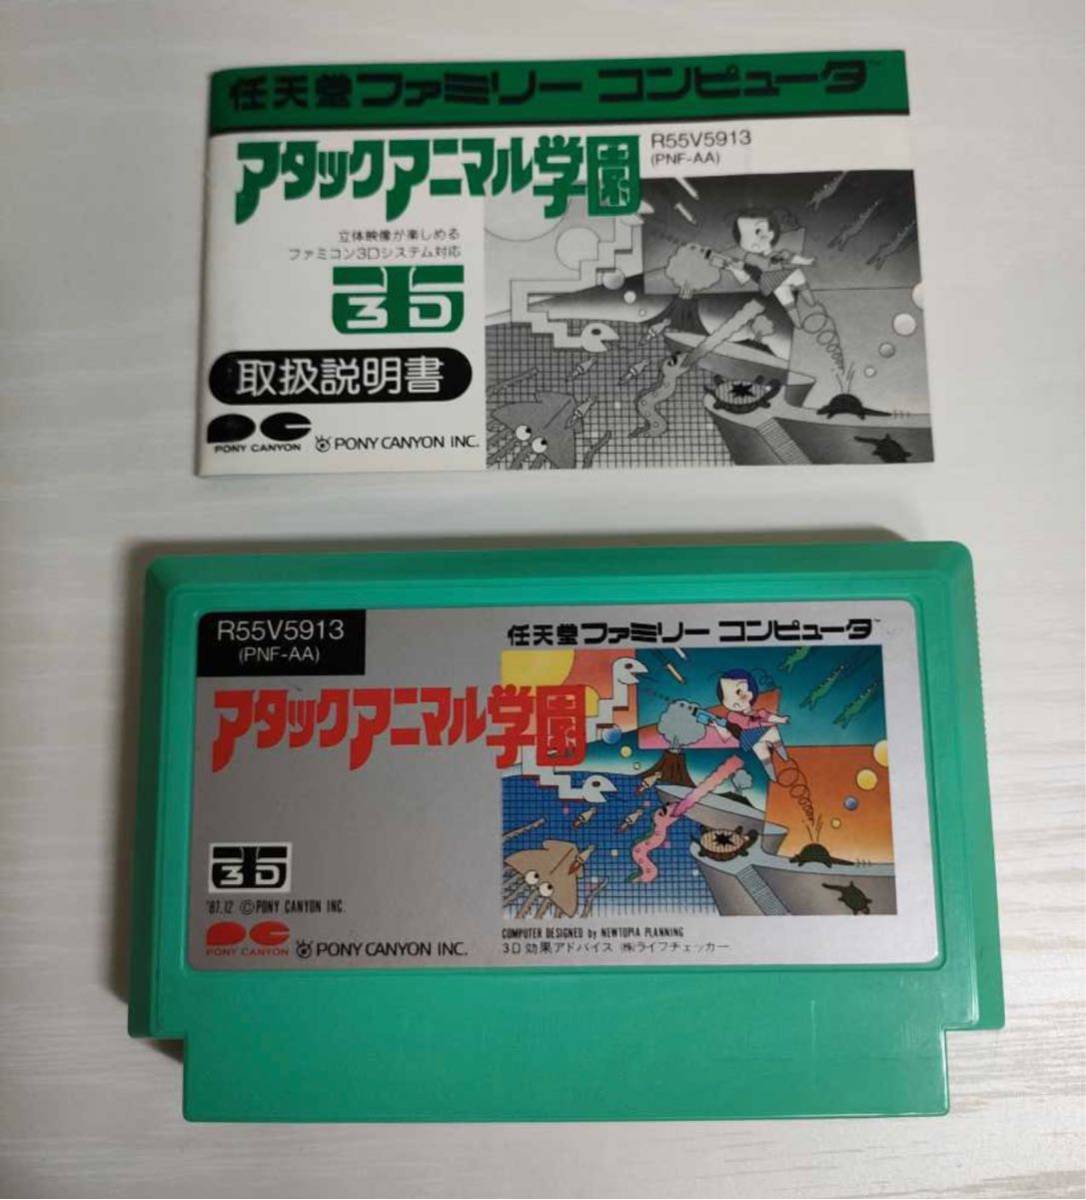 任天堂ファミリー コンピュータ™
アタックアニマル学園
R55V5913
(PNF-AA)
立体映像が楽しめる
ファミコン3Dシステム対応
3D
取扱説明書
PONY CANYON
PONY CANYON INC.
R55V5913
(PNF-AA)
任天堂ファミリー コンピュータ™
アタックアニマル学園
3D
'87.12 ©PONY CANYON INC.
PONY CANYON
PONY CANYON INC.
COMPUTER DESIGNED by NEWTOPIA PLANNING
3D効果アドバイス ㈱ライフチェッカー